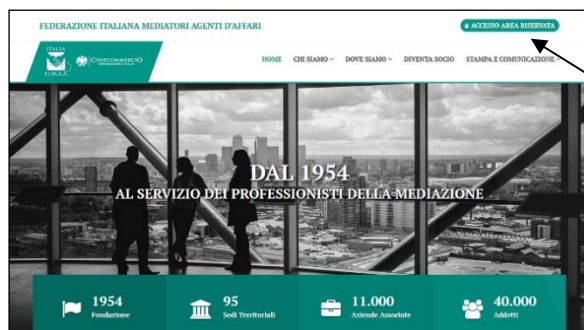 FEDERAZIONE ITALIANA MEDIATORI AGENTI D'AFFARI
ACCESSO AREA RISERVATA
ITALIA
F.I.M.A.A.
CONFCOMMERCIO
HOME CHI SIAMO DOVE SIAMO DIVENTA SOCIO STAMPA E COMUNICAZIONE
DAL 1954
AL SERVIZIO DEI PROFESSIONISTI DELLA MEDIAZIONE
1954
Fondazione
95
Sedi Territoriali
11.000
Aziende Associate
40.000
Addetti